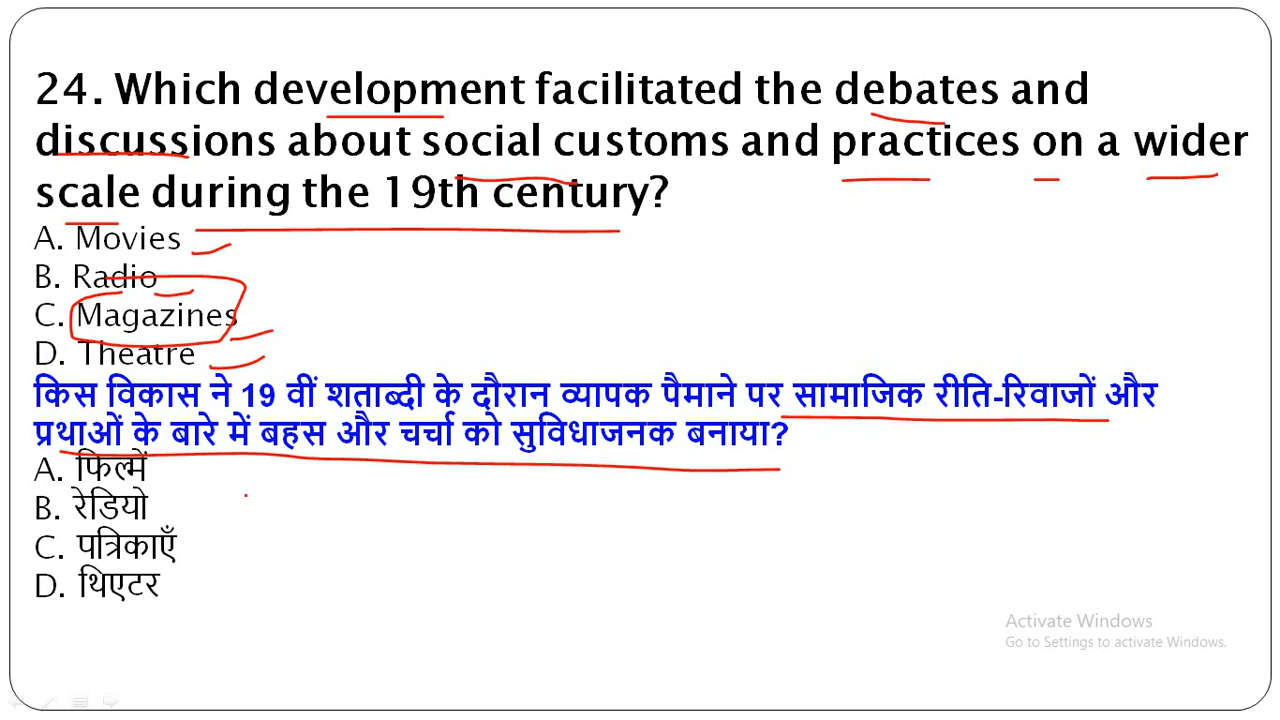 24. Which development facilitated the debates and
discussions about social customs and practices on a wider
scale during the 19th century?
A. Movies
B. Radio
C. Magazines
D. Theatre
किस विकास ने 19 वीं शताब्दी के दौरान व्यापक पैमाने पर सामाजिक रीति-रिवाजों और
प्रथाओं के बारे में बहस और चर्चा को सुविधाजनक बनाया?
A. फिल्में
B. रेडियो
C. पत्रिकाएँ
D. थिएटर
Activate Windows
Go to Settings to activate Windows.